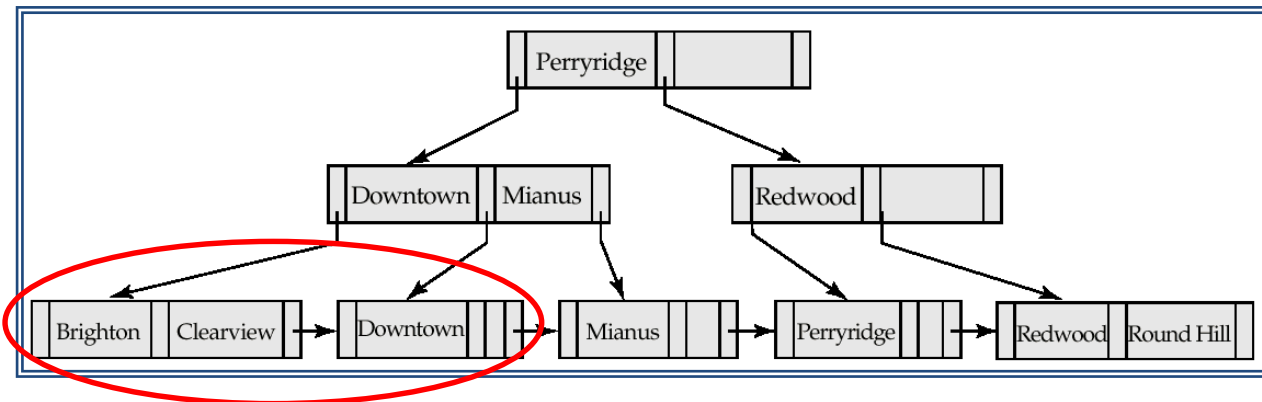 Perryridge
Downtown Mianus
Redwood
Brighton Clearview
Downtown
Mianus
Perryridge
Redwood Round Hill